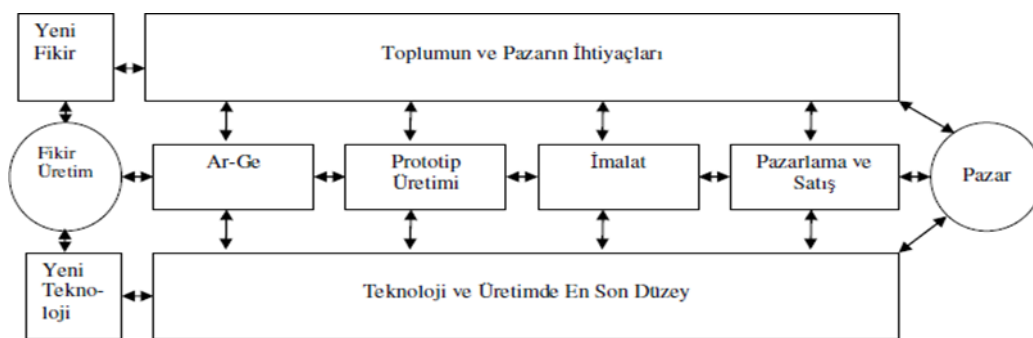 Yeni
Fikir
Toplumun ve Pazarın İhtiyaçları
Fikir
Üretim
Ar-Ge
Prototip
Üretimi
İmalat
Pazarlama ve
Satış
Pazar
Yeni
Tekno-
loji
Teknoloji ve Üretimde En Son Düzey